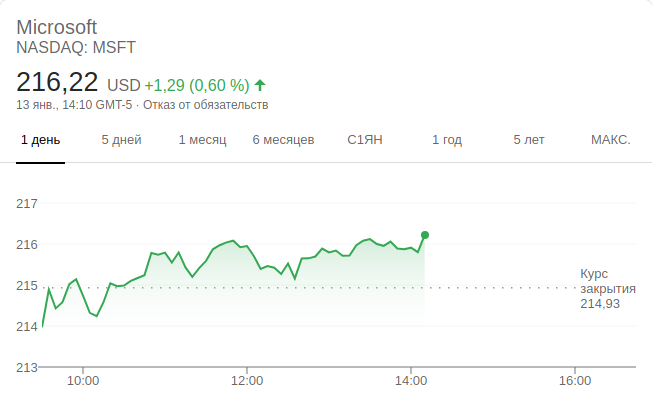 Microsoft
NASDAQ: MSFT
216,22 USD +1,29 (0,60 %)
13 янв., 14:10 GMT-5 · Отказ от обязательств
1 день 5 дней 1 месяц 6 месяцев С1ЯН 1 год 5 лет МАКС.
217
216
215
214
213
Курс
закрытия
214,93
10:00 12:00 14:00 16:00